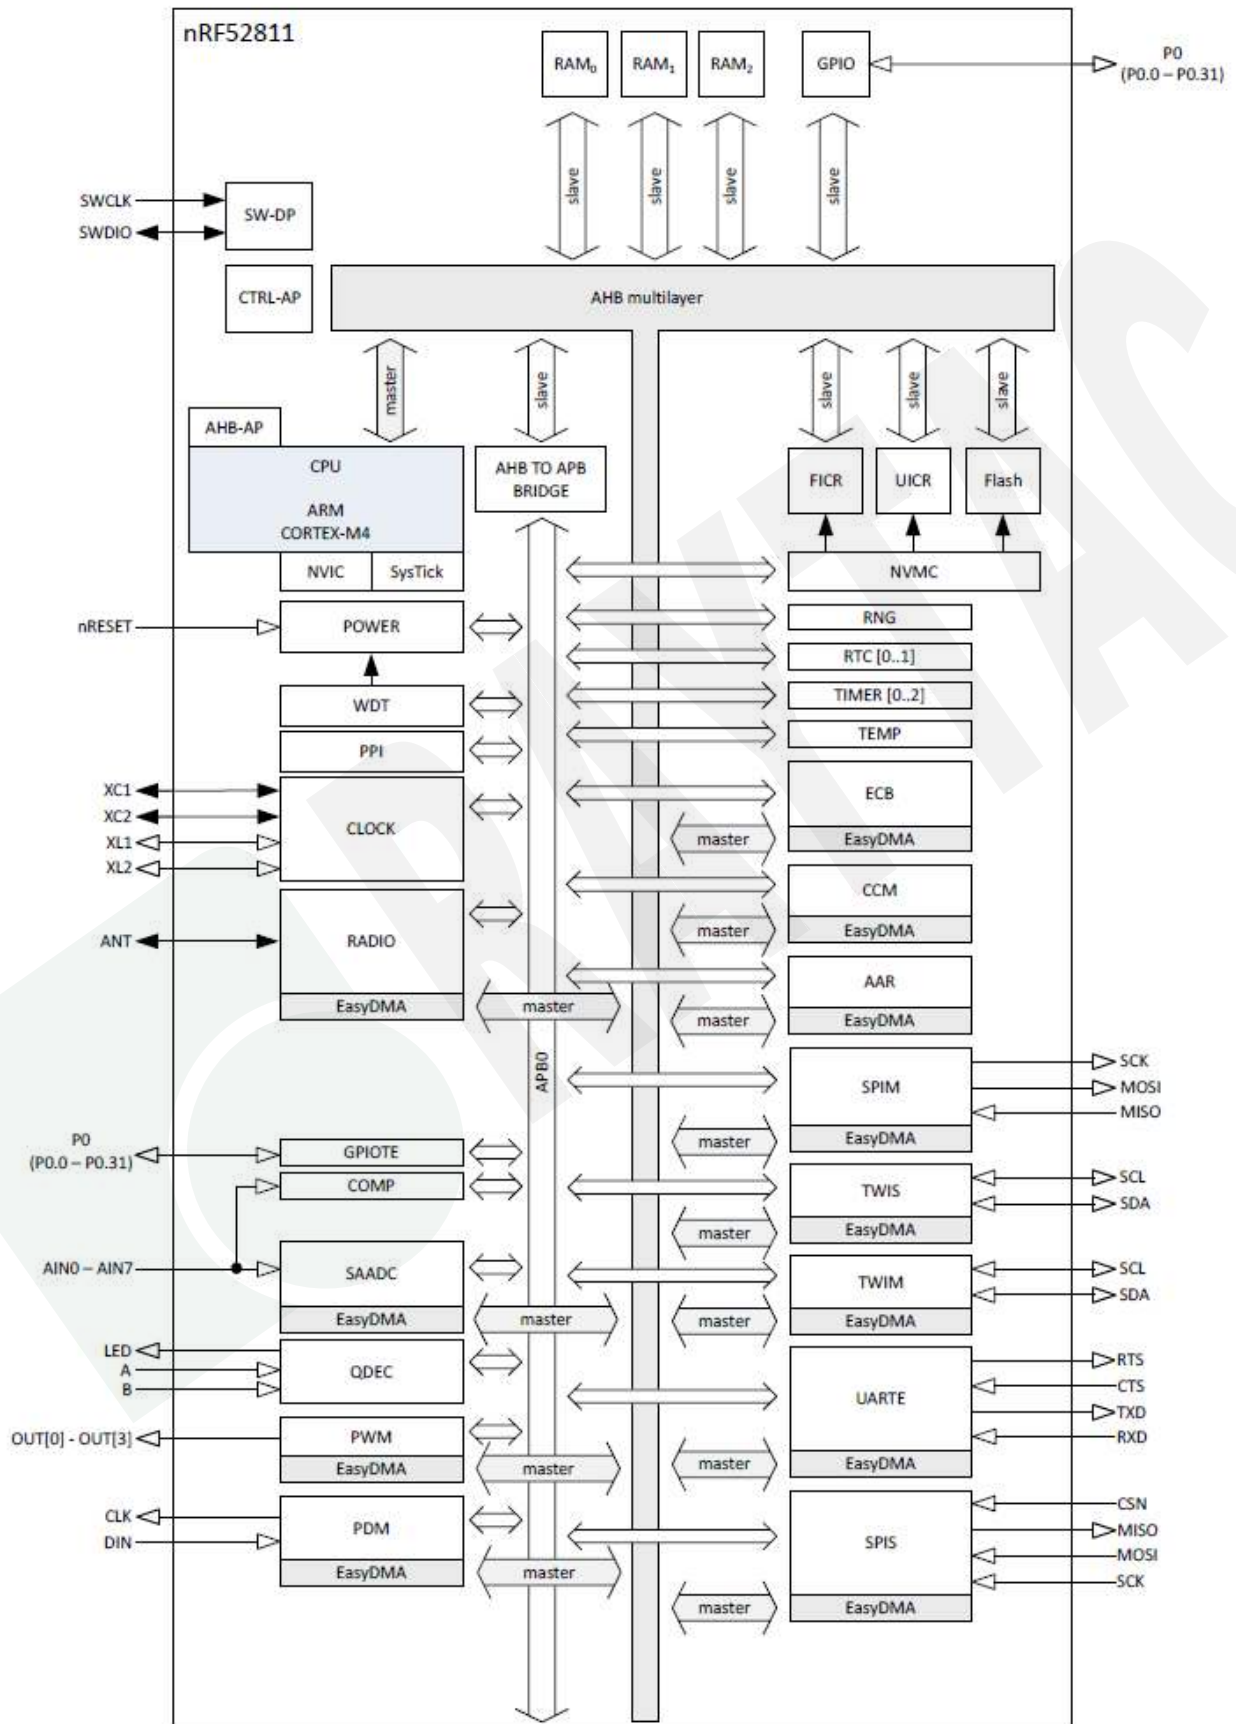 nRF52811
RAM0 RAM1 RAM2 GPIO
P0
(P0.0 – P0.31)
slave slave slave slave
SWCLK
SWDIO
SW-DP
CTRL-AP
AHB multilayer
master slave slave slave slave
AHB-AP
CPU
ARM
CORTEX-M4
NVIC SysTick
AHB TO APB
BRIDGE
FICR UICR Flash
NVMC
nRESET
POWER
RNG
RTC [0..1]
WDT
TIMER [0..2]
PPI
TEMP
XC1
XC2
XL1
XL2
CLOCK
ECB
master EasyDMA
CCM
master EasyDMA
ANT
RADIO
EasyDMA master
AAR
master EasyDMA
APB0
SPIM
SCK
MOSI
MISO
master EasyDMA
P0
(P0.0 – P0.31)
GPIOTE
COMP
TWIS
SCL
SDA
master EasyDMA
AIN0 – AIN7
SAADC
EasyDMA master
TWIM
SCL
SDA
master EasyDMA
LED
A
B
QDEC
UARTE
RTS
CTS
TXD
RXD
master EasyDMA
OUT[0] - OUT[3]
PWM
EasyDMA master
CLK
DIN
PDM
EasyDMA master
SPIS
CSN
MISO
MOSI
SCK
master EasyDMA
RAYTAC